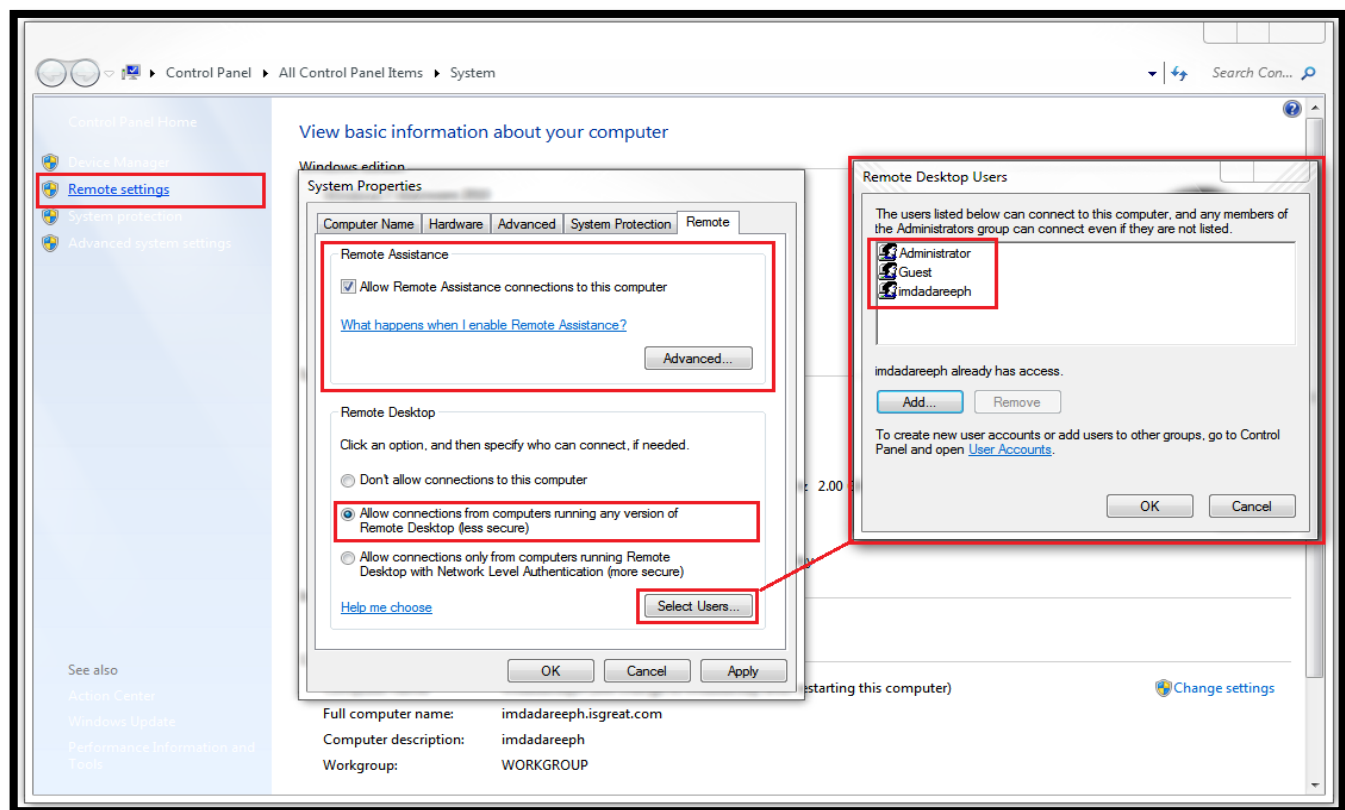 Control Panel
All Control Panel Items
System
Search Con...
Control Panel Home
Device Manager
Remote settings
System protection
Advanced system settings
See also
Action Center
Windows Update
Performance Information and
Tools
View basic information about your computer
Windows edition
System Properties
Computer Name
Hardware
Advanced
System Protection
Remote
Remote Assistance
Allow Remote Assistance connections to this computer
What happens when I enable Remote Assistance?
Advanced...
Remote Desktop
Click an option, and then specify who can connect, if needed.
Don't allow connections to this computer
Allow connections from computers running any version of
Remote Desktop (less secure)
Allow connections only from computers running Remote
Desktop with Network Level Authentication (more secure)
Help me choose
Select Users...
OK
Cancel
Apply
Remote Desktop Users
The users listed below can connect to this computer, and any members of
the Administrators group can connect even if they are not listed.
Administrator
Guest
imdadareeph
imdadareeph already has access.
Add...
Remove
To create new user accounts or add users to other groups, go to Control
Panel and open User Accounts.
OK
Cancel
2.00
this computer)
Change settings
Full computer name: imdadareeph.isgreat.com
Computer description: imdadareeph
Workgroup: WORKGROUP